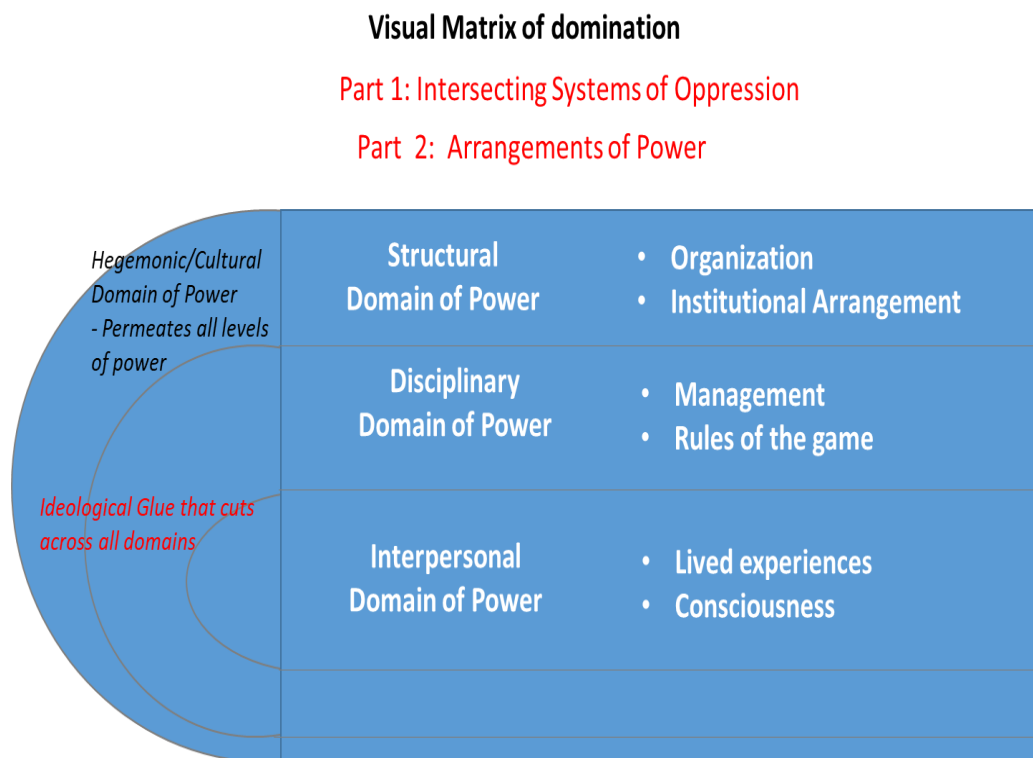 Visual Matrix of domination
Part 1: Intersecting Systems of Oppression
Part 2: Arrangements of Power
Hegemonic/Cultural
Domain of Power
- Permeates all levels
of power
Ideological Glue that cuts
across all domains
Structural
Domain of Power
• Organization
• Institutional Arrangement
Disciplinary
Domain of Power
• Management
• Rules of the game
Interpersonal
Domain of Power
• Lived experiences
• Consciousness